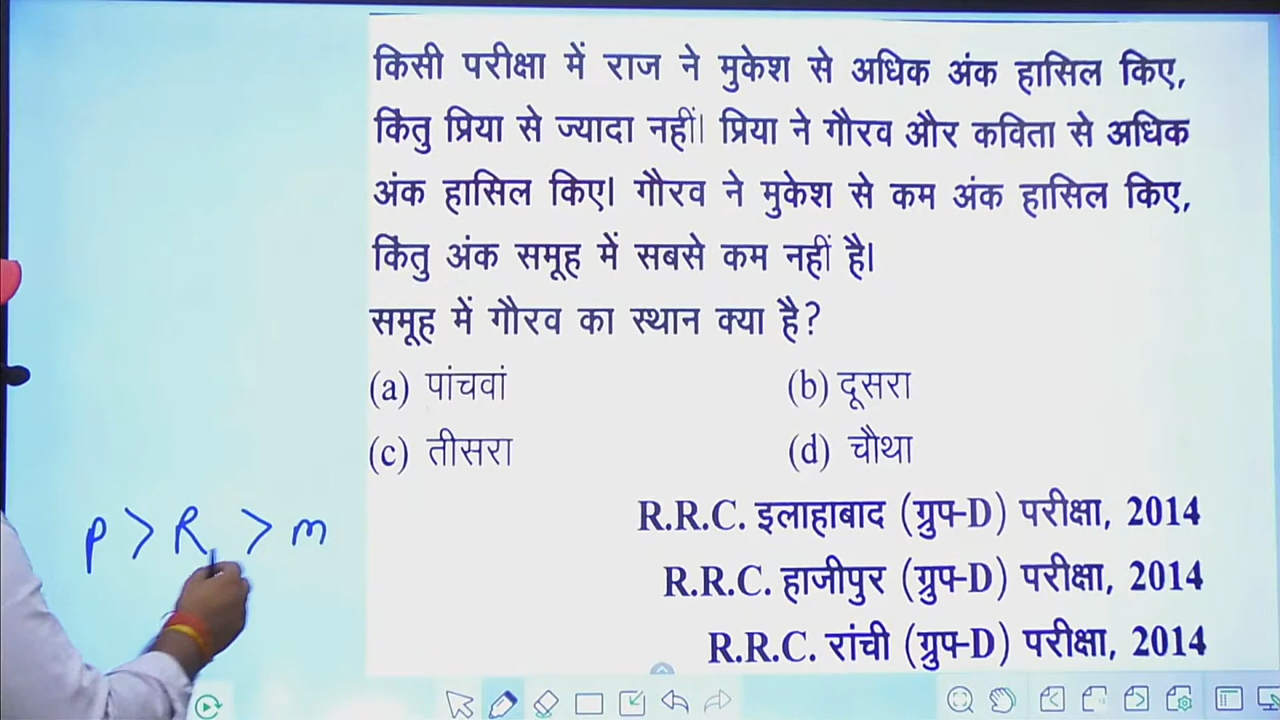 किसी परीक्षा में राज ने मुकेश से अधिक अंक हासिल किए,
किंतु प्रिया से ज्यादा नहीं। प्रिया ने गौरव और कविता से अधिक
अंक हासिल किए। गौरव ने मुकेश से कम अंक हासिल किए,
किंतु अंक समूह में सबसे कम नहीं है।
समूह में गौरव का स्थान क्या है?
(a) पांचवां (b) दूसरा
(c) तीसरा (d) चौथा
R.R.C. इलाहाबाद (ग्रुप-D) परीक्षा, 2014
P > R > m
R.R.C. हाजीपुर (ग्रुप-D) परीक्षा, 2014
R.R.C. रांची (ग्रुप-D) परीक्षा, 2014